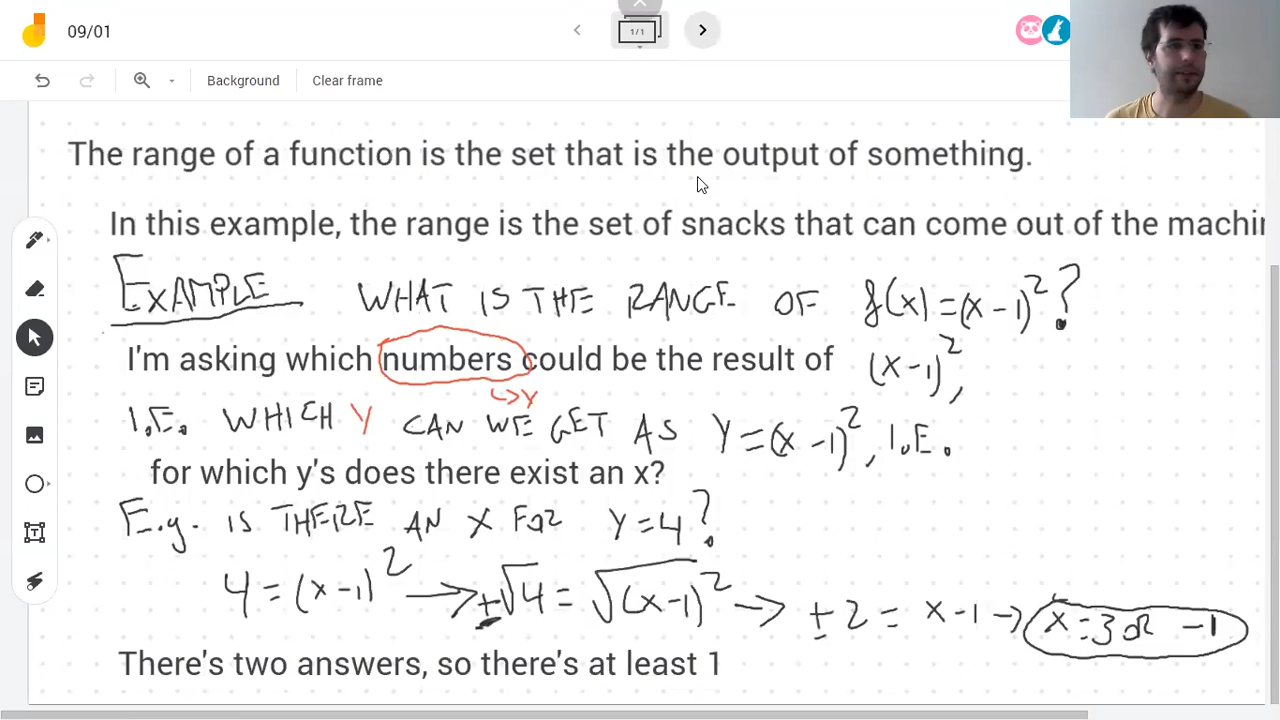 09/01
1/1
Background
Clear frame
The range of a function is the set that is the output of something.
In this example, the range is the set of snacks that can come out of the machi
EXAMPLE WHAT IS THE RANGE OF f(x)=(x-1)²?
I'm asking which numbers could be the result of (x-1)²,
↳Y
I.E. WHICH Y CAN WE GET AS Y=(x-1)², I.E.
for which y's does there exist an x?
E.g. IS THERE AN X FOR Y=4?
4=(x-1)² → ±√4 = √(x-1)² → ±2 = x-1 → x=3 OR -1
There's two answers, so there's at least 1